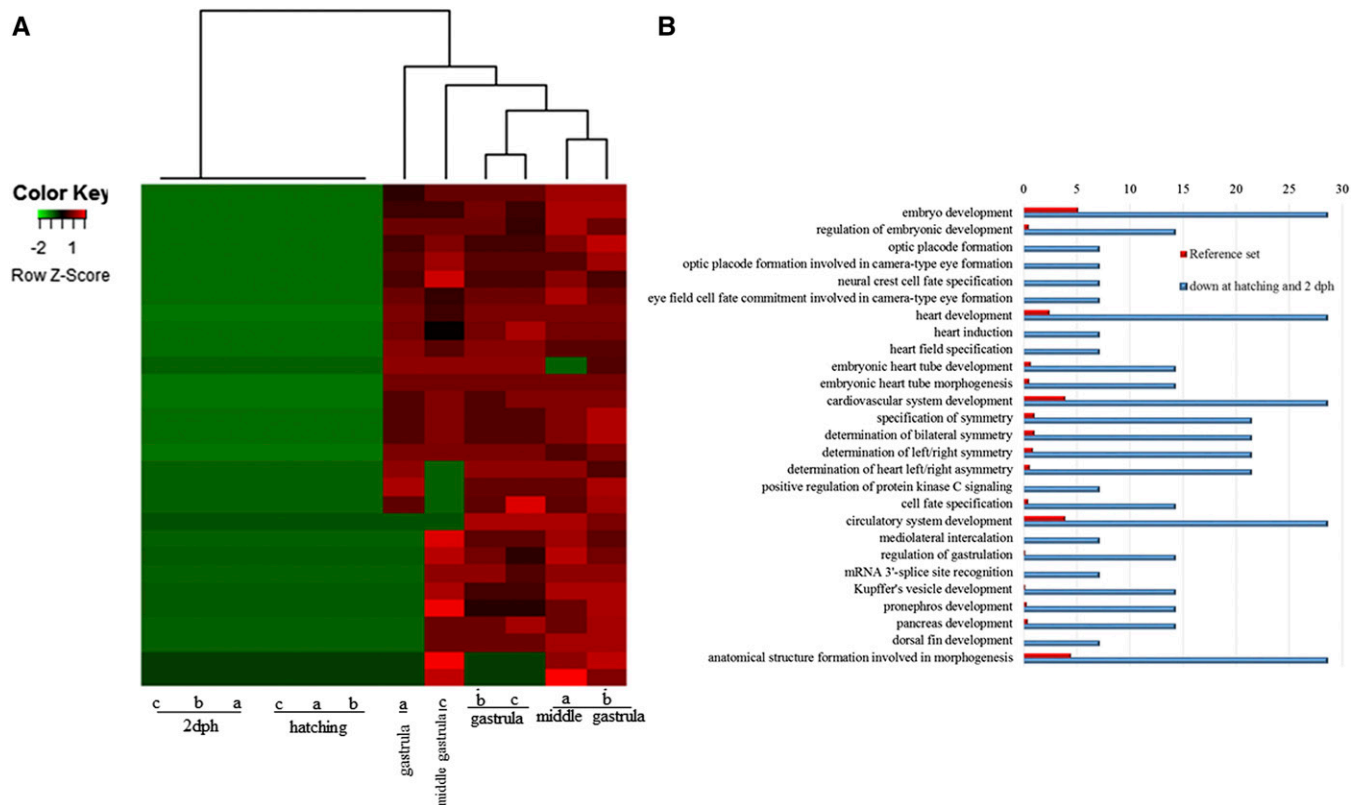 A
B
Color Key
-2 1
Row Z-Score
c b a c a b a c b c a b
2dph
hatching
gastrula
middle gastrula
gastrula
middle gastrula
0 5 10 15 20 25 30
embryo development
regulation of embryonic development
optic placode formation
optic placode formation involved in camera-type eye formation
neural crest cell fate specification
eye field cell fate commitment involved in camera-type eye formation
heart development
heart induction
heart field specification
embryonic heart tube development
embryonic heart tube morphogenesis
cardiovascular system development
specification of symmetry
determination of bilateral symmetry
determination of left/right symmetry
determination of heart left/right asymmetry
positive regulation of protein kinase C signaling
cell fate specification
circulatory system development
mediolateral intercalation
regulation of gastrulation
mRNA 3'-splice site recognition
Kupffer's vesicle development
pronephros development
pancreas development
dorsal fin development
anatomical structure formation involved in morphogenesis
Reference set
down at hatching and 2 dph